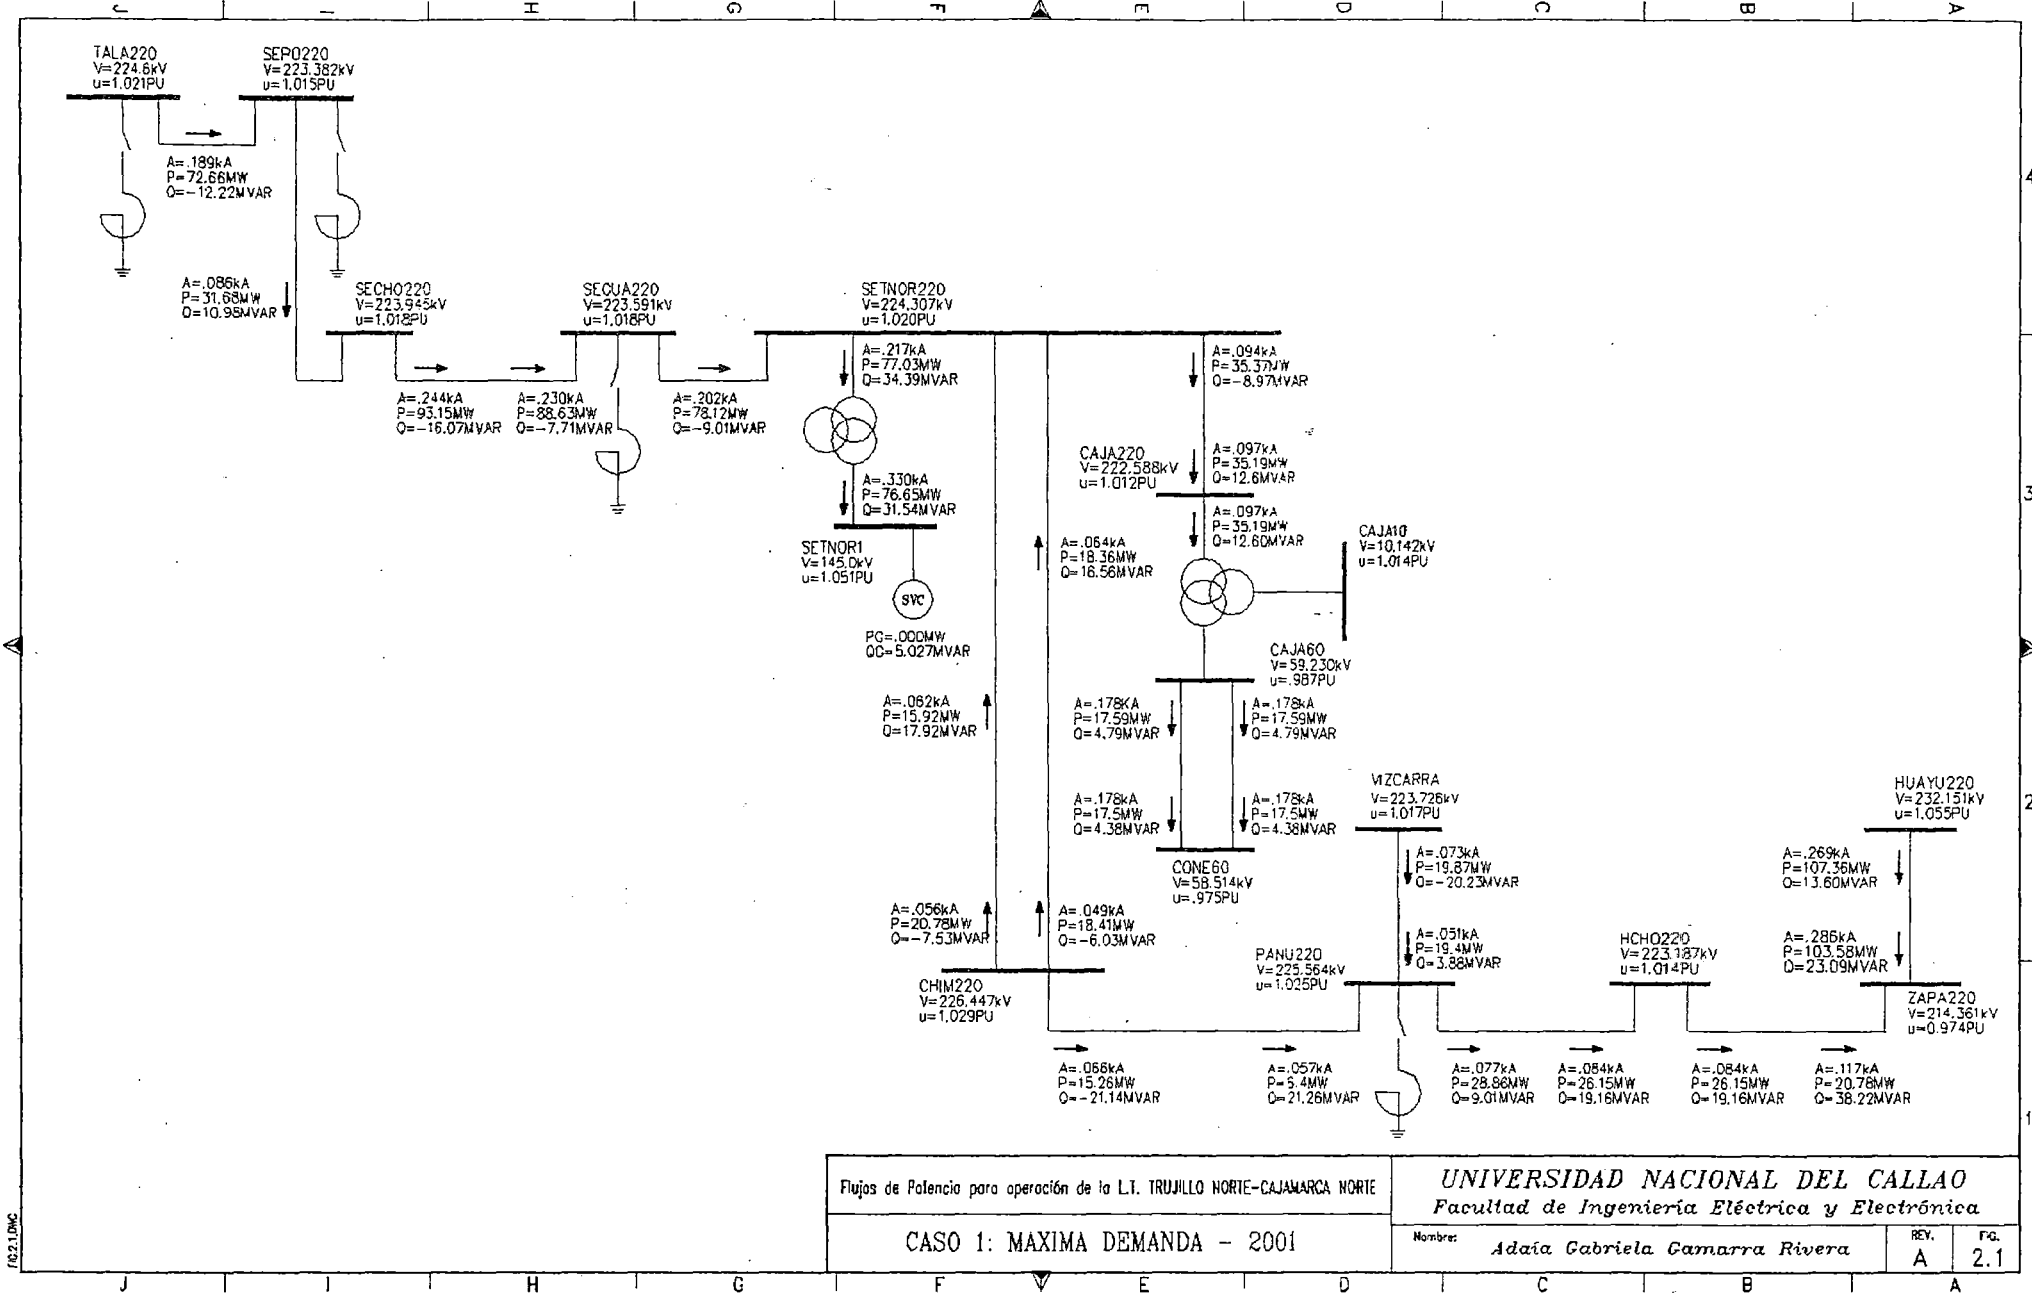 J I H G F E D C B A
TALA220
V=224.6kV
u=1.021PU
SEPO220
V=223.382kV
u=1.015PU
A=.189kA
P=72.66MW
Q=-12.22MVAR
4
A=.086kA
P=31.68MW
Q=10.98MVAR
SECHO220
V=223.945kV
u=1.018PU
SEGUA220
V=223.591kV
u=1.018PU
SETNOR220
V=224.307kV
u=1.020PU
A=.244kA
P=93.15MW
Q=-16.07MVAR
A=.230kA
P=88.63MW
Q=-7.71MVAR
A=.202kA
P=78.12MW
Q=-9.01MVAR
A=.217kA
P=77.03MW
Q=34.39MVAR
A=.094kA
P=35.37MW
Q=-8.97MVAR
A=.330kA
P=76.65MW
Q=31.54MVAR
CAJA220
V=222.588kV
u=1.012PU
A=.097kA
P=35.19MW
Q=12.6MVAR
3
A=.097kA
P=35.19MW
Q=12.60MVAR
SETNOR1
V=145.0kV
u=1.051PU
SVC
PG=.000MW
QG=5.027MVAR
A=.064kA
P=18.36MW
Q=16.56MVAR
CAJA10
V=10.142kV
u=1.014PU
CAJA60
V=59.230kV
u=.987PU
A=.062kA
P=15.92MW
Q=17.92MVAR
A=.178KA
P=17.59MW
Q=4.79MVAR
A=.178kA
P=17.59MW
Q=4.79MVAR
A=.178kA
P=17.5MW
Q=4.38MVAR
A=.178kA
P=17.5MW
Q=4.38MVAR
CONE60
V=58.514kV
u=.975PU
VIZCARRA
V=223.726kV
u=1.017PU
HUAYU220
V=232.151kV
u=1.055PU
2
A=.073kA
P=19.87MW
Q=-20.23MVAR
A=.269kA
P=107.36MW
Q=13.60MVAR
A=.056kA
P=20.78MW
Q=-7.53MVAR
A=.049kA
P=18.41MW
Q=-6.03MVAR
A=.051kA
P=19.4MW
Q=3.88MVAR
A=.286kA
P=103.58MW
Q=23.09MVAR
CHIM220
V=226.447kV
u=1.029PU
PANU220
V=225.564kV
u=1.025PU
HCHO220
V=223.187kV
u=1.014PU
ZAPA220
V=214.361kV
u=0.974PU
A=.066kA
P=15.26MW
Q=-21.14MVAR
A=.057kA
Q=21.26MVAR
A=.077kA
P=28.86MW
Q=9.01MVAR
A=.084kA
P=26.15MW
Q=19.16MVAR
A=.084kA
P=26.15MW
Q=19.16MVAR
A=.117kA
P=20.78MW
Q=38.22MVAR
1
Flujos de Potencia para operación de la L.T. TRUJILLO NORTE-CAJAMARCA NORTE
CASO 1: MAXIMA DEMANDA - 2001
UNIVERSIDAD NACIONAL DEL CALLAO
Facultad de Ingeniería Eléctrica y Electrónica
Nombre: Adaía Gabriela Gamarra Rivera
REV. A
FIG. 2.1
FIG2.1.DWG
J I H G F E D C B A